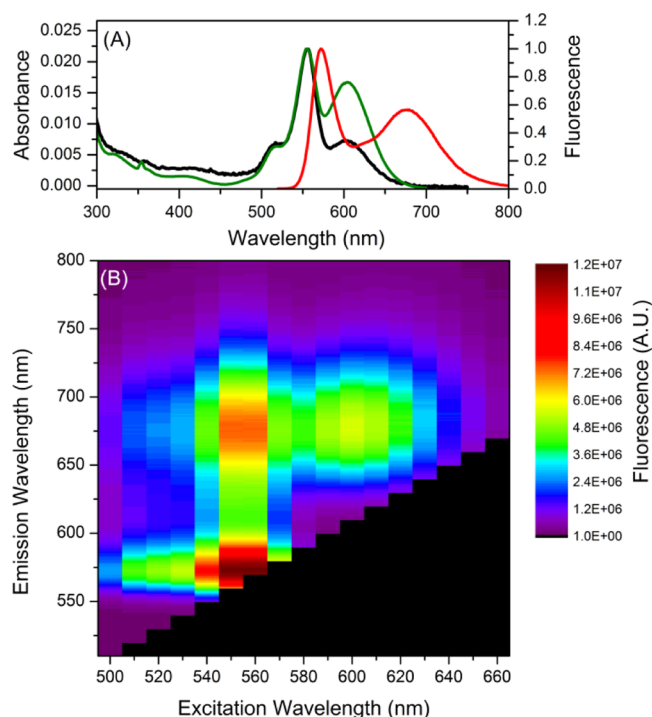 (A)
0.025
0.020
0.015
0.010
0.005
0.000
Absorbance
1.2
1.0
0.8
0.6
0.4
0.2
0.0
Fluorescence
300 400 500 600 700 800
Wavelength (nm)
(B)
800
750
700
650
600
550
Emission Wavelength (nm)
500 520 540 560 580 600 620 640 660
Excitation Wavelength (nm)
1.2E+07
1.1E+07
9.6E+06
8.4E+06
7.2E+06
6.0E+06
4.8E+06
3.6E+06
2.4E+06
1.2E+06
1.0E+00
Fluorescence (A.U.)